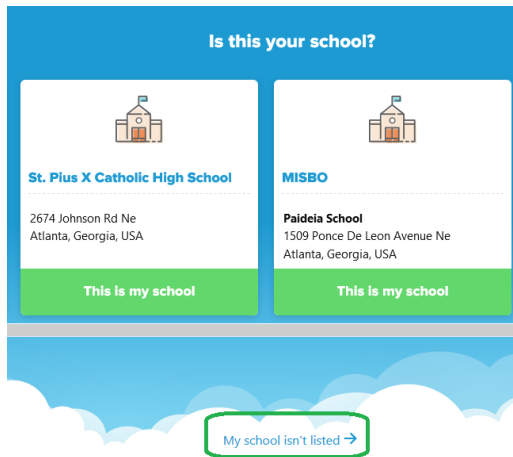 Is this your school?
St. Pius X Catholic High School
2674 Johnson Rd Ne
Atlanta, Georgia, USA
This is my school
MISBO
Paideia School
1509 Ponce De Leon Avenue Ne
Atlanta, Georgia, USA
This is my school
My school isn't listed →